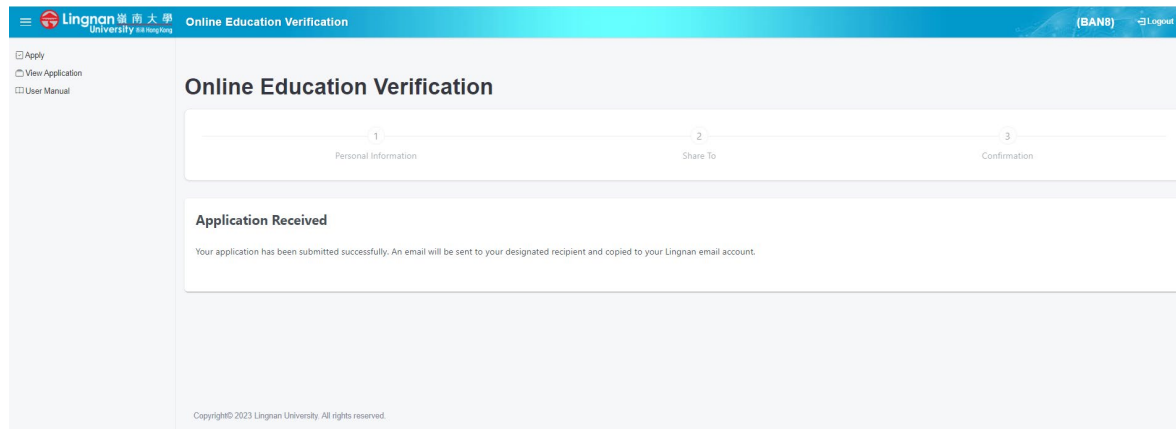 Lingnan 嶺南大學 Online Education Verification (BAN8) Logout
University 香港 Hong Kong
Apply
View Application
User Manual
Online Education Verification
1 2 3
Personal Information Share To Confirmation
Application Received
Your application has been submitted successfully. An email will be sent to your designated recipient and copied to your Lingnan email account.
Copyright© 2023 Lingnan University. All rights reserved.